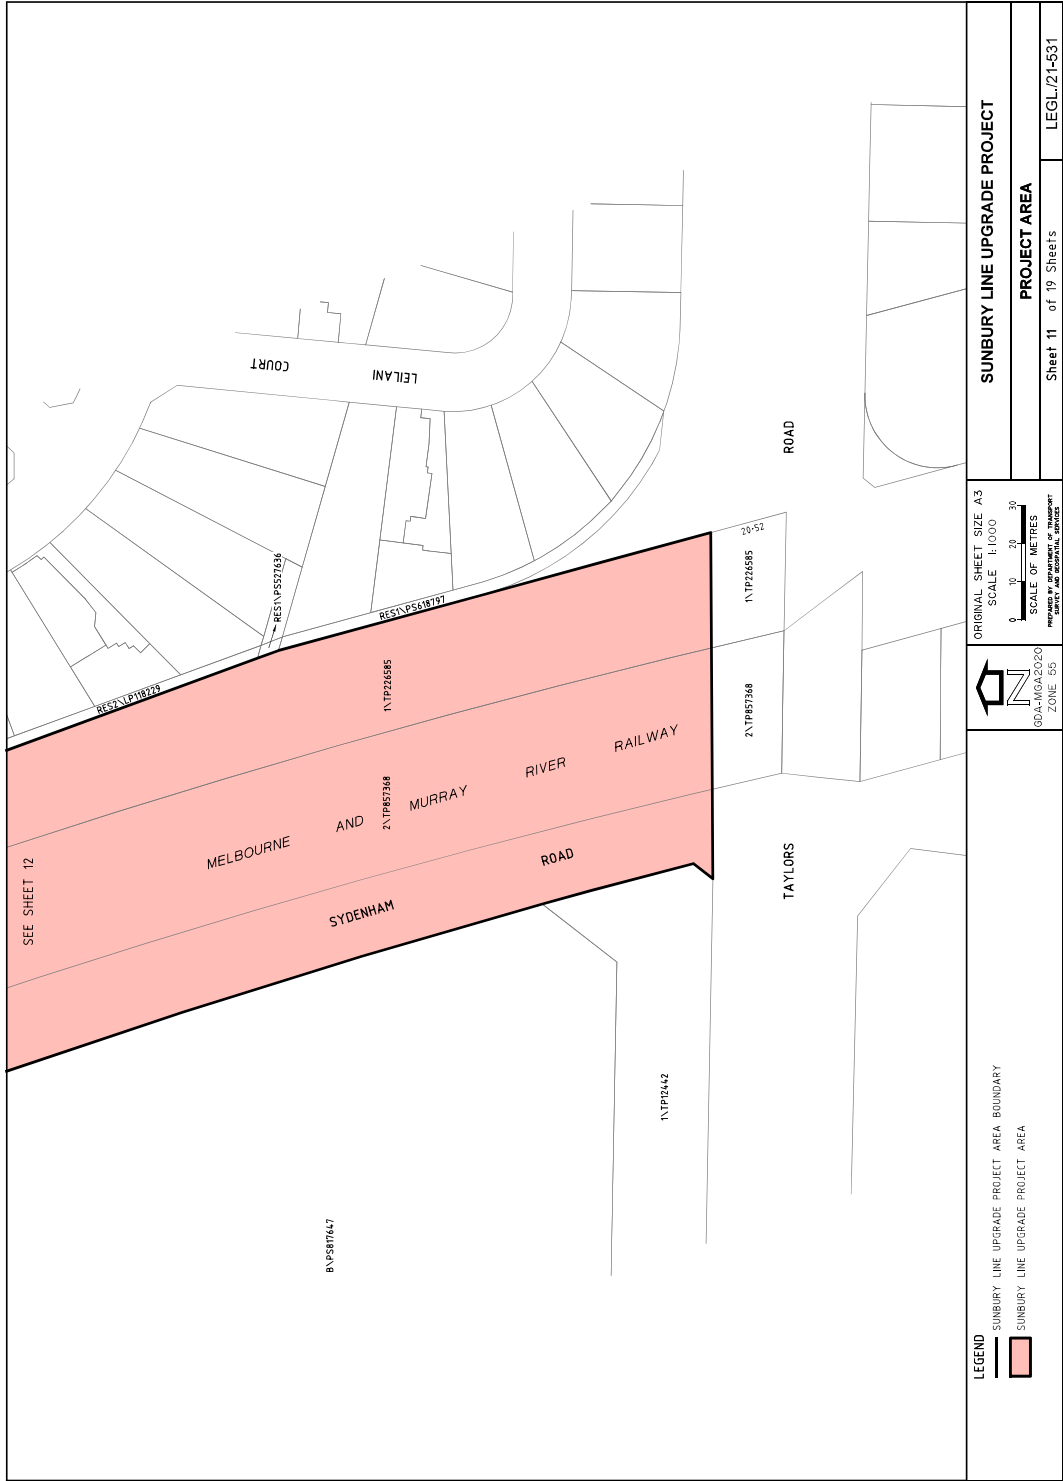 SEE SHEET 12
MELBOURNE AND MURRAY RIVER RAILWAY
SYDENHAM ROAD
TAYLORS ROAD
LEILANI COURT
RES1\PS527636
RES1\PS618797
RES2\LP118229
1\TP226585
2\TP857368
1\TP226585
2\TP857368
20·52
1\TP12442
B\PS817647
LEGEND
SUNBURY LINE UPGRADE PROJECT AREA BOUNDARY
SUNBURY LINE UPGRADE PROJECT AREA
N
GDA-MGA2020
ZONE 55
ORIGINAL SHEET SIZE A3
SCALE 1:1000
0 10 20 30
SCALE OF METRES
PREPARED BY DEPARTMENT OF TRANSPORT
SURVEY AND GEOSPATIAL SERVICES
SUNBURY LINE UPGRADE PROJECT
PROJECT AREA
Sheet 11 of 19 Sheets
LEGL./21-531